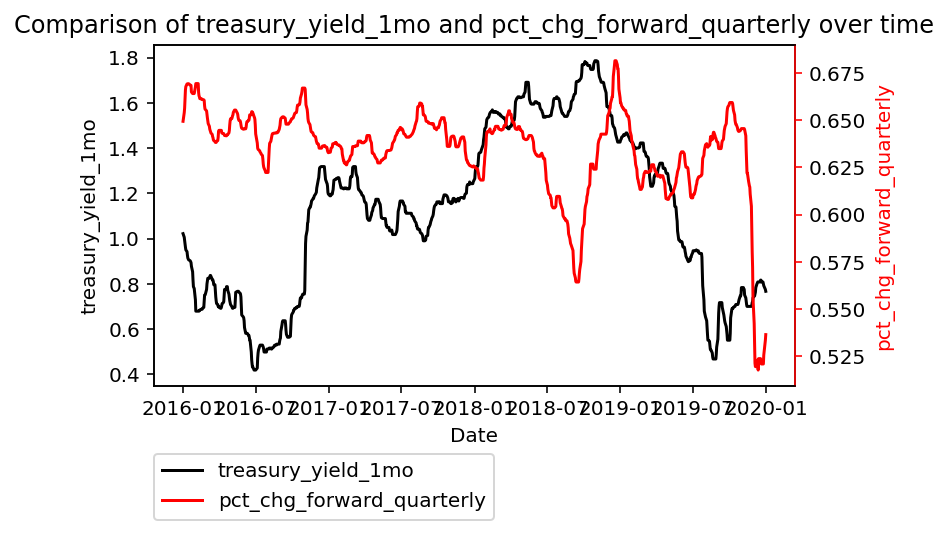 Comparison of treasury_yield_1mo and pct_chg_forward_quarterly over time
treasury_yield_1mo
1.8
1.6
1.4
1.2
1.0
0.8
0.6
0.4
0.675
0.650
0.625
0.600
0.575
0.550
0.525
pct_chg_forward_quarterly
2016-01 2016-07 2017-01 2017-07 2018-01 2018-07 2019-01 2019-07 2020-01
Date
treasury_yield_1mo
pct_chg_forward_quarterly